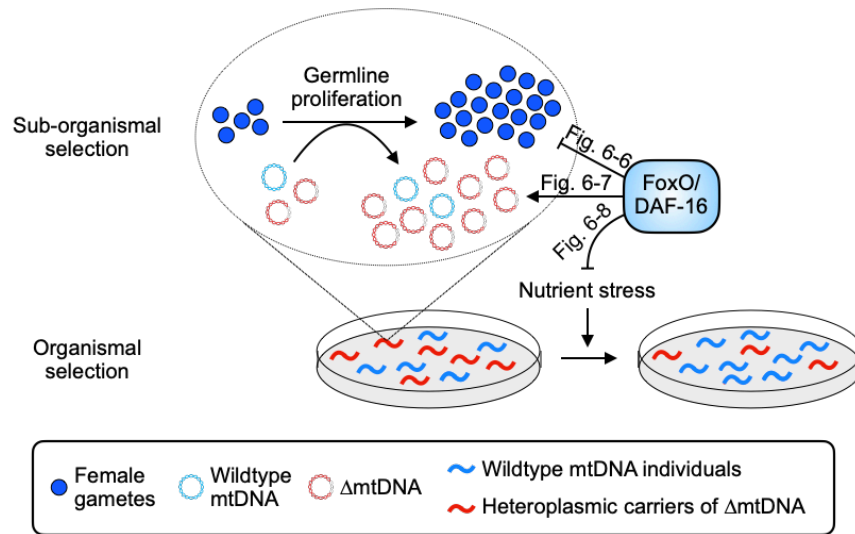 Germline
proliferation
Sub-organismal
selection
Fig. 6-6
Fig. 6-7
Fig. 6-8
FoxO/
DAF-16
Nutrient stress
Organismal
selection
Female
gametes
Wildtype
mtDNA
ΔmtDNA
Wildtype mtDNA individuals
Heteroplasmic carriers of ΔmtDNA